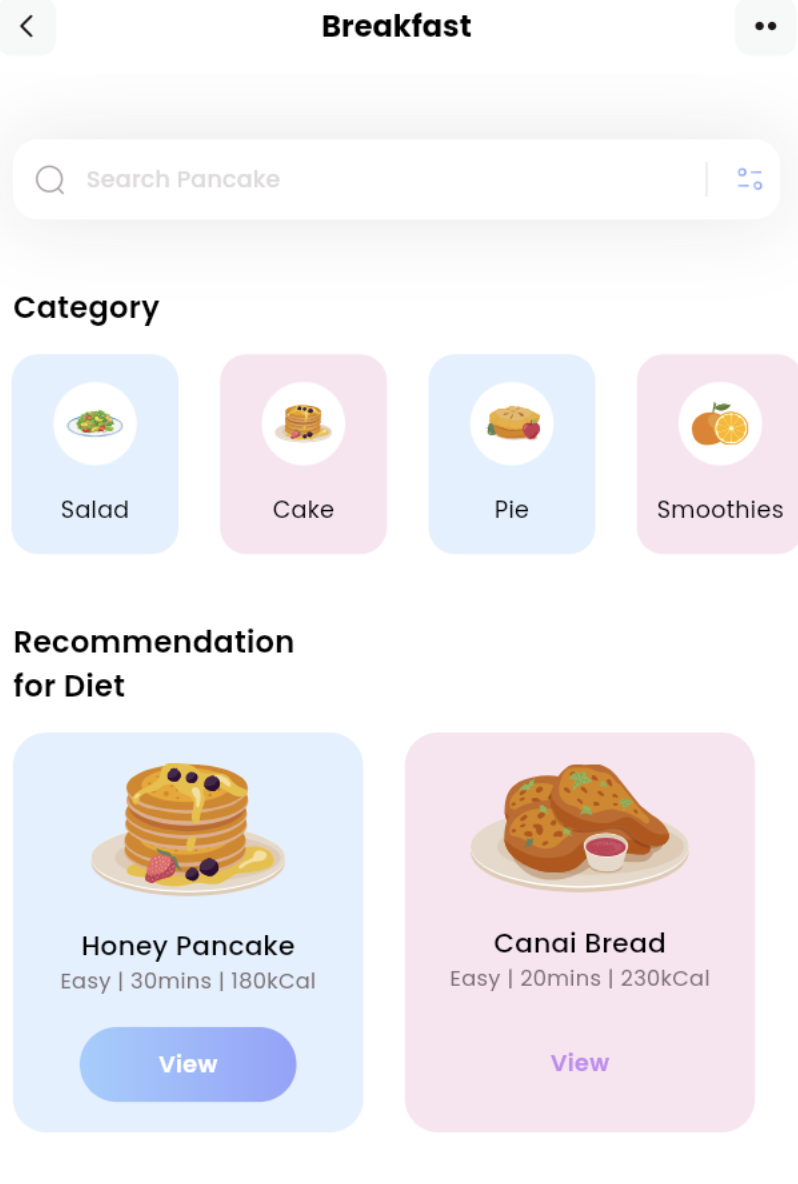 Breakfast
Search Pancake
Category
Salad
Cake
Pie
Smoothies
Recommendation
for Diet
Honey Pancake
Easy | 30mins | 180kCal
View
Canai Bread
Easy | 20mins | 230kCal
View